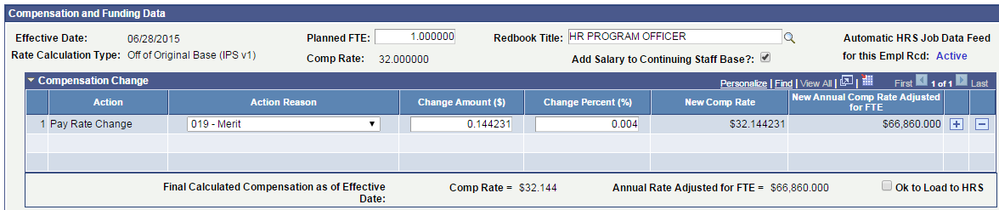 Compensation and Funding Data
Effective Date: 06/28/2015 Planned FTE: 1.000000 Redbook Title: HR PROGRAM OFFICER Automatic HRS Job Data Feed
Rate Calculation Type: Off of Original Base (IPS v1) Comp Rate: 32.000000 Add Salary to Continuing Staff Base?: for this Empl Rcd: Active
Compensation Change Personalize | Find | View All | | First 1 of 1 Last
Action Action Reason Change Amount ($) Change Percent (%) New Comp Rate New Annual Comp Rate Adjusted
for FTE
1 Pay Rate Change 019 - Merit 0.144231 0.004 $32.144231 $66,860.000
Final Calculated Compensation as of Effective Comp Rate = $32.144 Annual Rate Adjusted for FTE = $66,860.000 Ok to Load to HRS
Date: